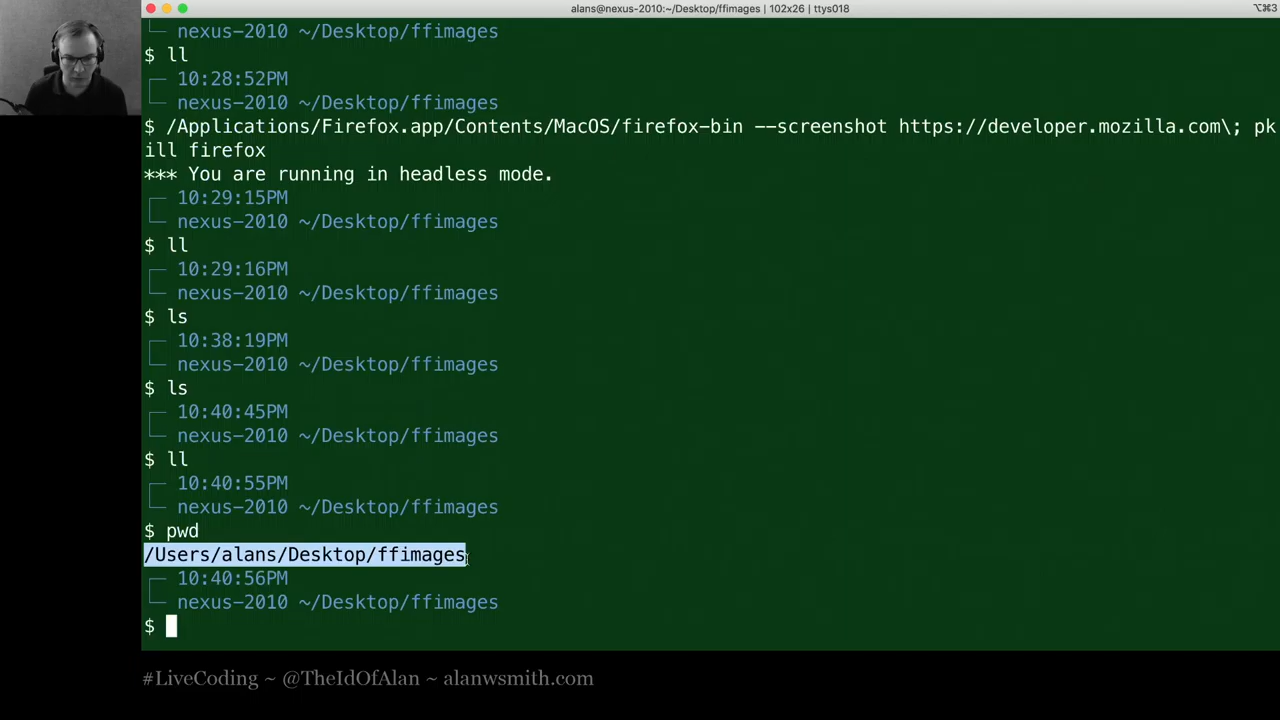 alans@nexus-2010:~/Desktop/ffimages | 102x26 | ttys018
⌥⌘3
nexus-2010 ~/Desktop/ffimages
$ ll
10:28:52PM
nexus-2010 ~/Desktop/ffimages
$ /Applications/Firefox.app/Contents/MacOS/firefox-bin --screenshot https://developer.mozilla.com\; pk
ill firefox
*** You are running in headless mode.
10:29:15PM
nexus-2010 ~/Desktop/ffimages
$ ll
10:29:16PM
nexus-2010 ~/Desktop/ffimages
$ ls
10:38:19PM
nexus-2010 ~/Desktop/ffimages
$ ls
10:40:45PM
nexus-2010 ~/Desktop/ffimages
$ ll
10:40:55PM
nexus-2010 ~/Desktop/ffimages
$ pwd
/Users/alans/Desktop/ffimages
10:40:56PM
nexus-2010 ~/Desktop/ffimages
$
#LiveCoding ~ @TheIdOfAlan ~ alanwsmith.com